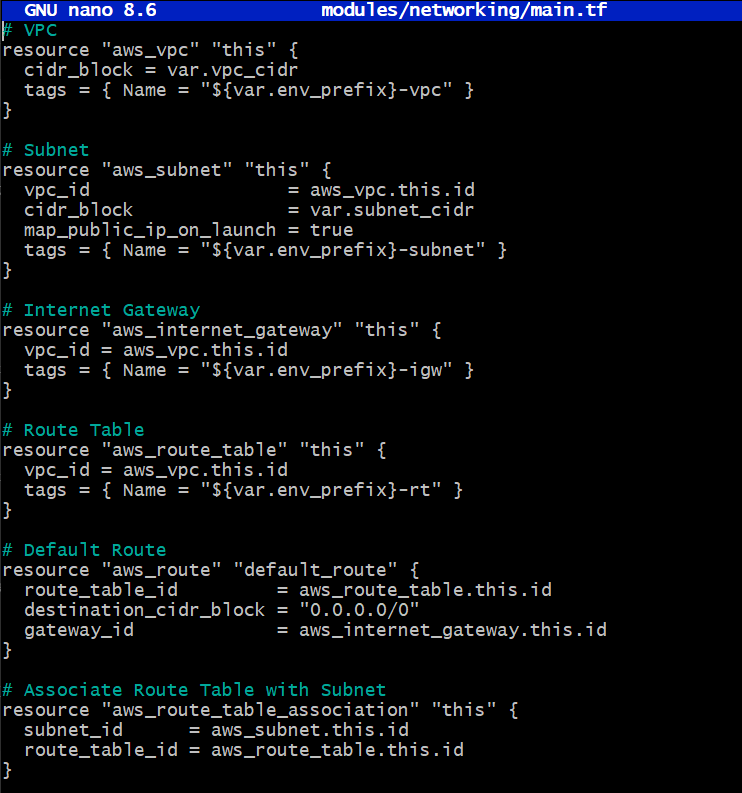 GNU nano 8.6 modules/networking/main.tf
# VPC
resource "aws_vpc" "this" {
  cidr_block = var.vpc_cidr
  tags = { Name = "${var.env_prefix}-vpc" }
}

# Subnet
resource "aws_subnet" "this" {
  vpc_id                  = aws_vpc.this.id
  cidr_block              = var.subnet_cidr
  map_public_ip_on_launch = true
  tags = { Name = "${var.env_prefix}-subnet" }
}

# Internet Gateway
resource "aws_internet_gateway" "this" {
  vpc_id = aws_vpc.this.id
  tags = { Name = "${var.env_prefix}-igw" }
}

# Route Table
resource "aws_route_table" "this" {
  vpc_id = aws_vpc.this.id
  tags = { Name = "${var.env_prefix}-rt" }
}

# Default Route
resource "aws_route" "default_route" {
  route_table_id         = aws_route_table.this.id
  destination_cidr_block = "0.0.0.0/0"
  gateway_id             = aws_internet_gateway.this.id
}

# Associate Route Table with Subnet
resource "aws_route_table_association" "this" {
  subnet_id      = aws_subnet.this.id
  route_table_id = aws_route_table.this.id
}